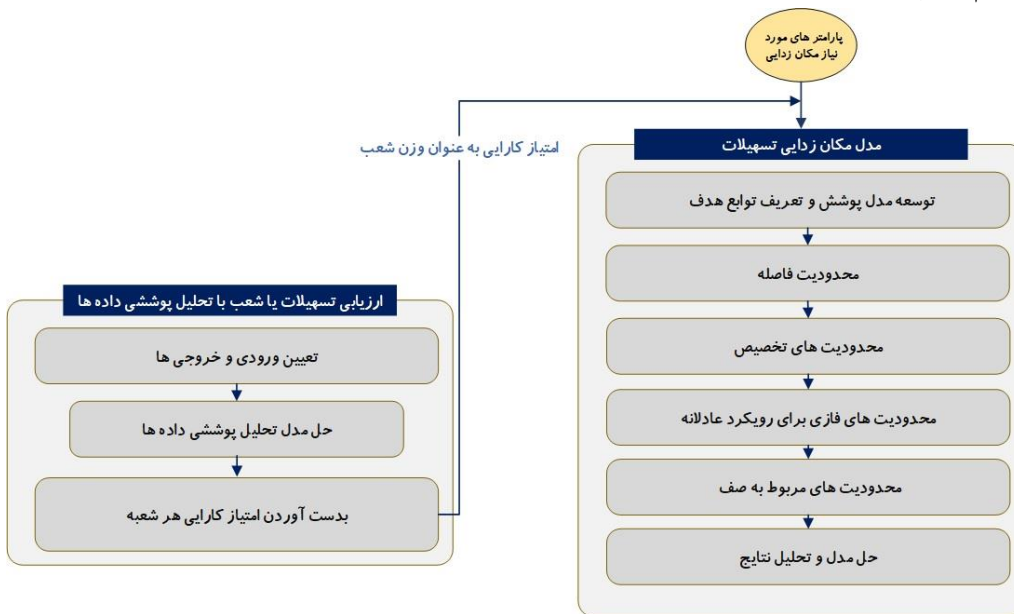 پارامتر های مورد
نیاز مکان زدایی
امتیاز کارایی به عنوان وزن شعب
مدل مکان زدایی تسهیلات
توسعه مدل پوشش و تعریف توابع هدف
محدودیت فاصله
محدودیت های تخصیص
محدودیت های فازی برای رویکرد عادلانه
محدودیت های مربوط به صف
حل مدل و تحلیل نتایج
ارزیابی تسهیلات یا شعب با تحلیل پوششی داده ها
تعیین ورودی و خروجی ها
حل مدل تحلیل پوششی داده ها
بدست آوردن امتیاز کارایی هر شعبه